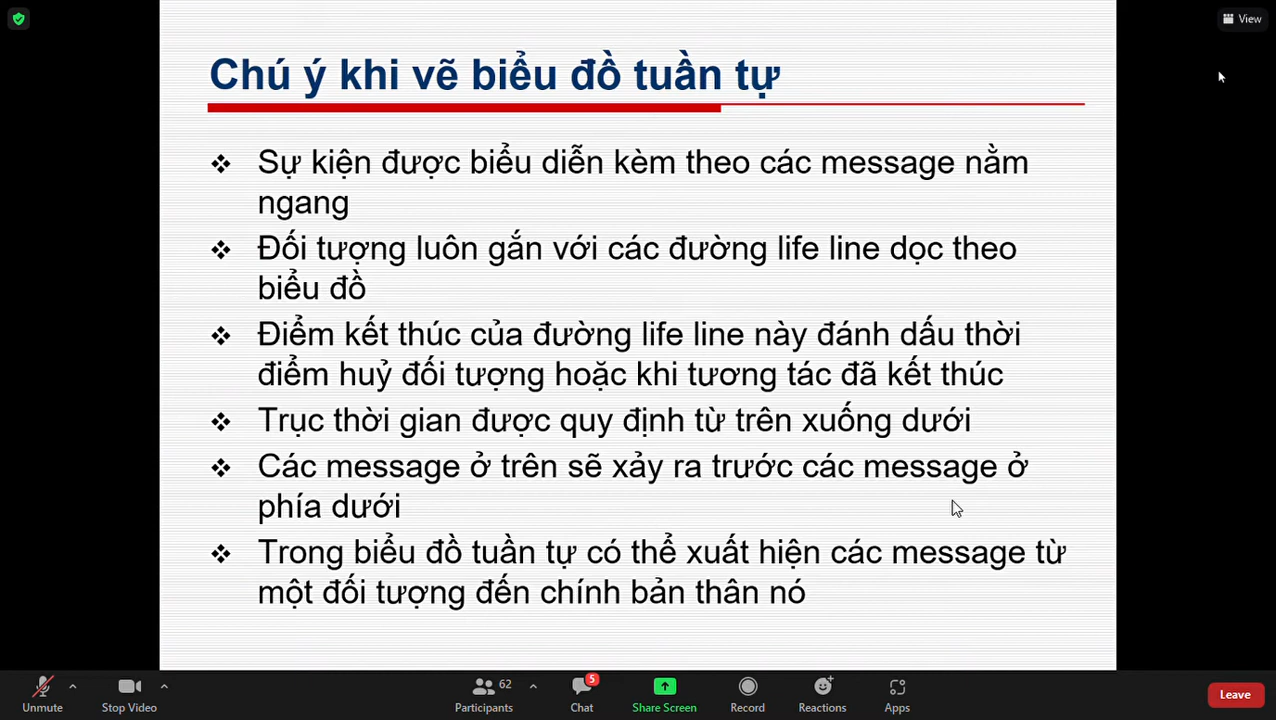 View
Chú ý khi vẽ biểu đồ tuần tự
Sự kiện được biểu diễn kèm theo các message nằm
ngang
Đối tượng luôn gắn với các đường life line dọc theo
biểu đồ
Điểm kết thúc của đường life line này đánh dấu thời
điểm huỷ đối tượng hoặc khi tương tác đã kết thúc
Trục thời gian được quy định từ trên xuống dưới
Các message ở trên sẽ xảy ra trước các message ở
phía dưới
Trong biểu đồ tuần tự có thể xuất hiện các message từ
một đối tượng đến chính bản thân nó
62
5
Unmute
Stop Video
Participants
Chat
Share Screen
Record
Reactions
Apps
Leave